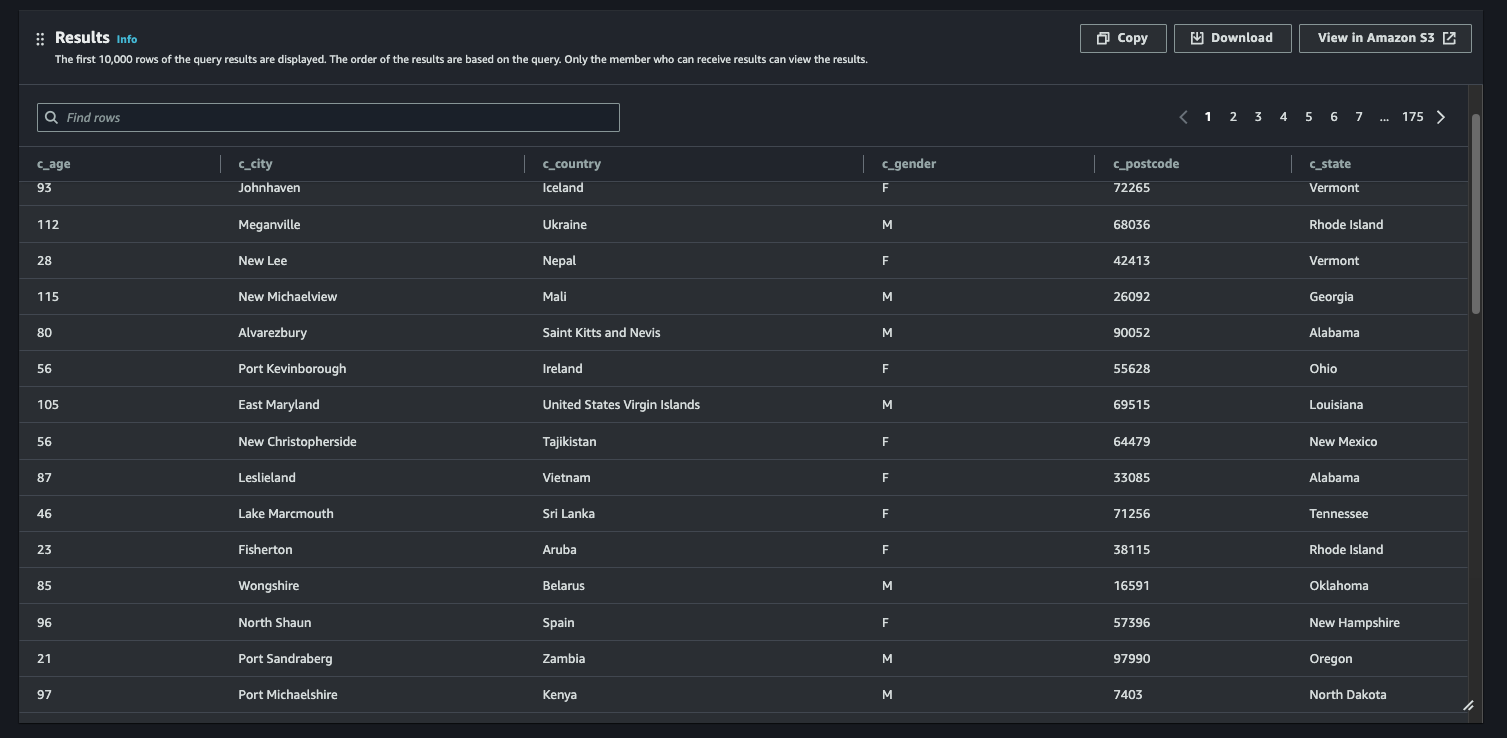 Results Info
Copy Download View in Amazon S3
The first 10,000 rows of the query results are displayed. The order of the results are based on the query. Only the member who can receive results can view the results.
Find rows
1 2 3 4 5 6 7 ... 175
c_age c_city c_country c_gender c_postcode c_state
93 Johnhaven Iceland F 72265 Vermont
112 Meganville Ukraine M 68036 Rhode Island
28 New Lee Nepal F 42413 Vermont
115 New Michaelview Mali M 26092 Georgia
80 Alvarezbury Saint Kitts and Nevis M 90052 Alabama
56 Port Kevinborough Ireland F 55628 Ohio
105 East Maryland United States Virgin Islands M 69515 Louisiana
56 New Christopherside Tajikistan F 64479 New Mexico
87 Leslieland Vietnam F 33085 Alabama
46 Lake Marcmouth Sri Lanka F 71256 Tennessee
23 Fisherton Aruba F 38115 Rhode Island
85 Wongshire Belarus M 16591 Oklahoma
96 North Shaun Spain F 57396 New Hampshire
21 Port Sandraberg Zambia M 97990 Oregon
97 Port Michaelshire Kenya M 7403 North Dakota